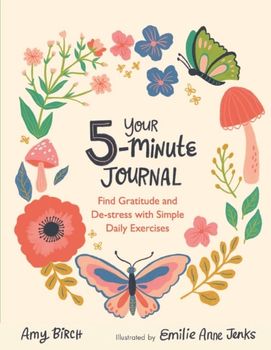 YOUR
5-MINUTE
JOURNAL
Find Gratitude and
De-stress with Simple
Daily Exercises
Amy BIRCH
Illustrated by Emilie Anne Jenks